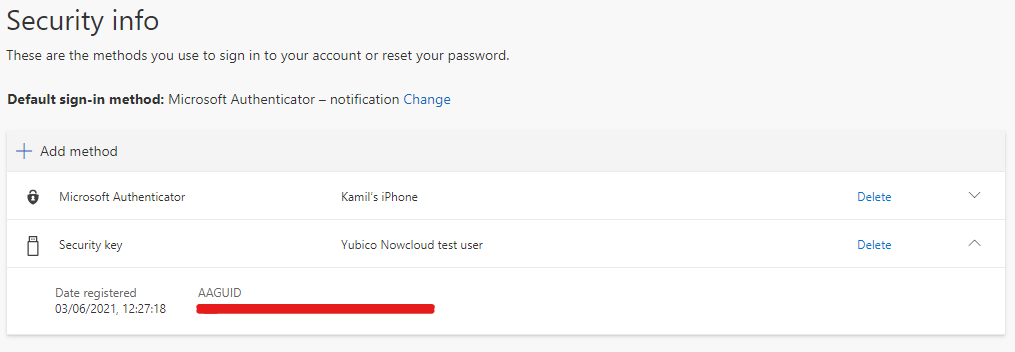 Security info
These are the methods you use to sign in to your account or reset your password.
Default sign-in method: Microsoft Authenticator – notification Change
Add method
Microsoft Authenticator Kamil's iPhone Delete
Security key Yubico Nowcloud test user Delete
Date registered AAGUID
03/06/2021, 12:27:18